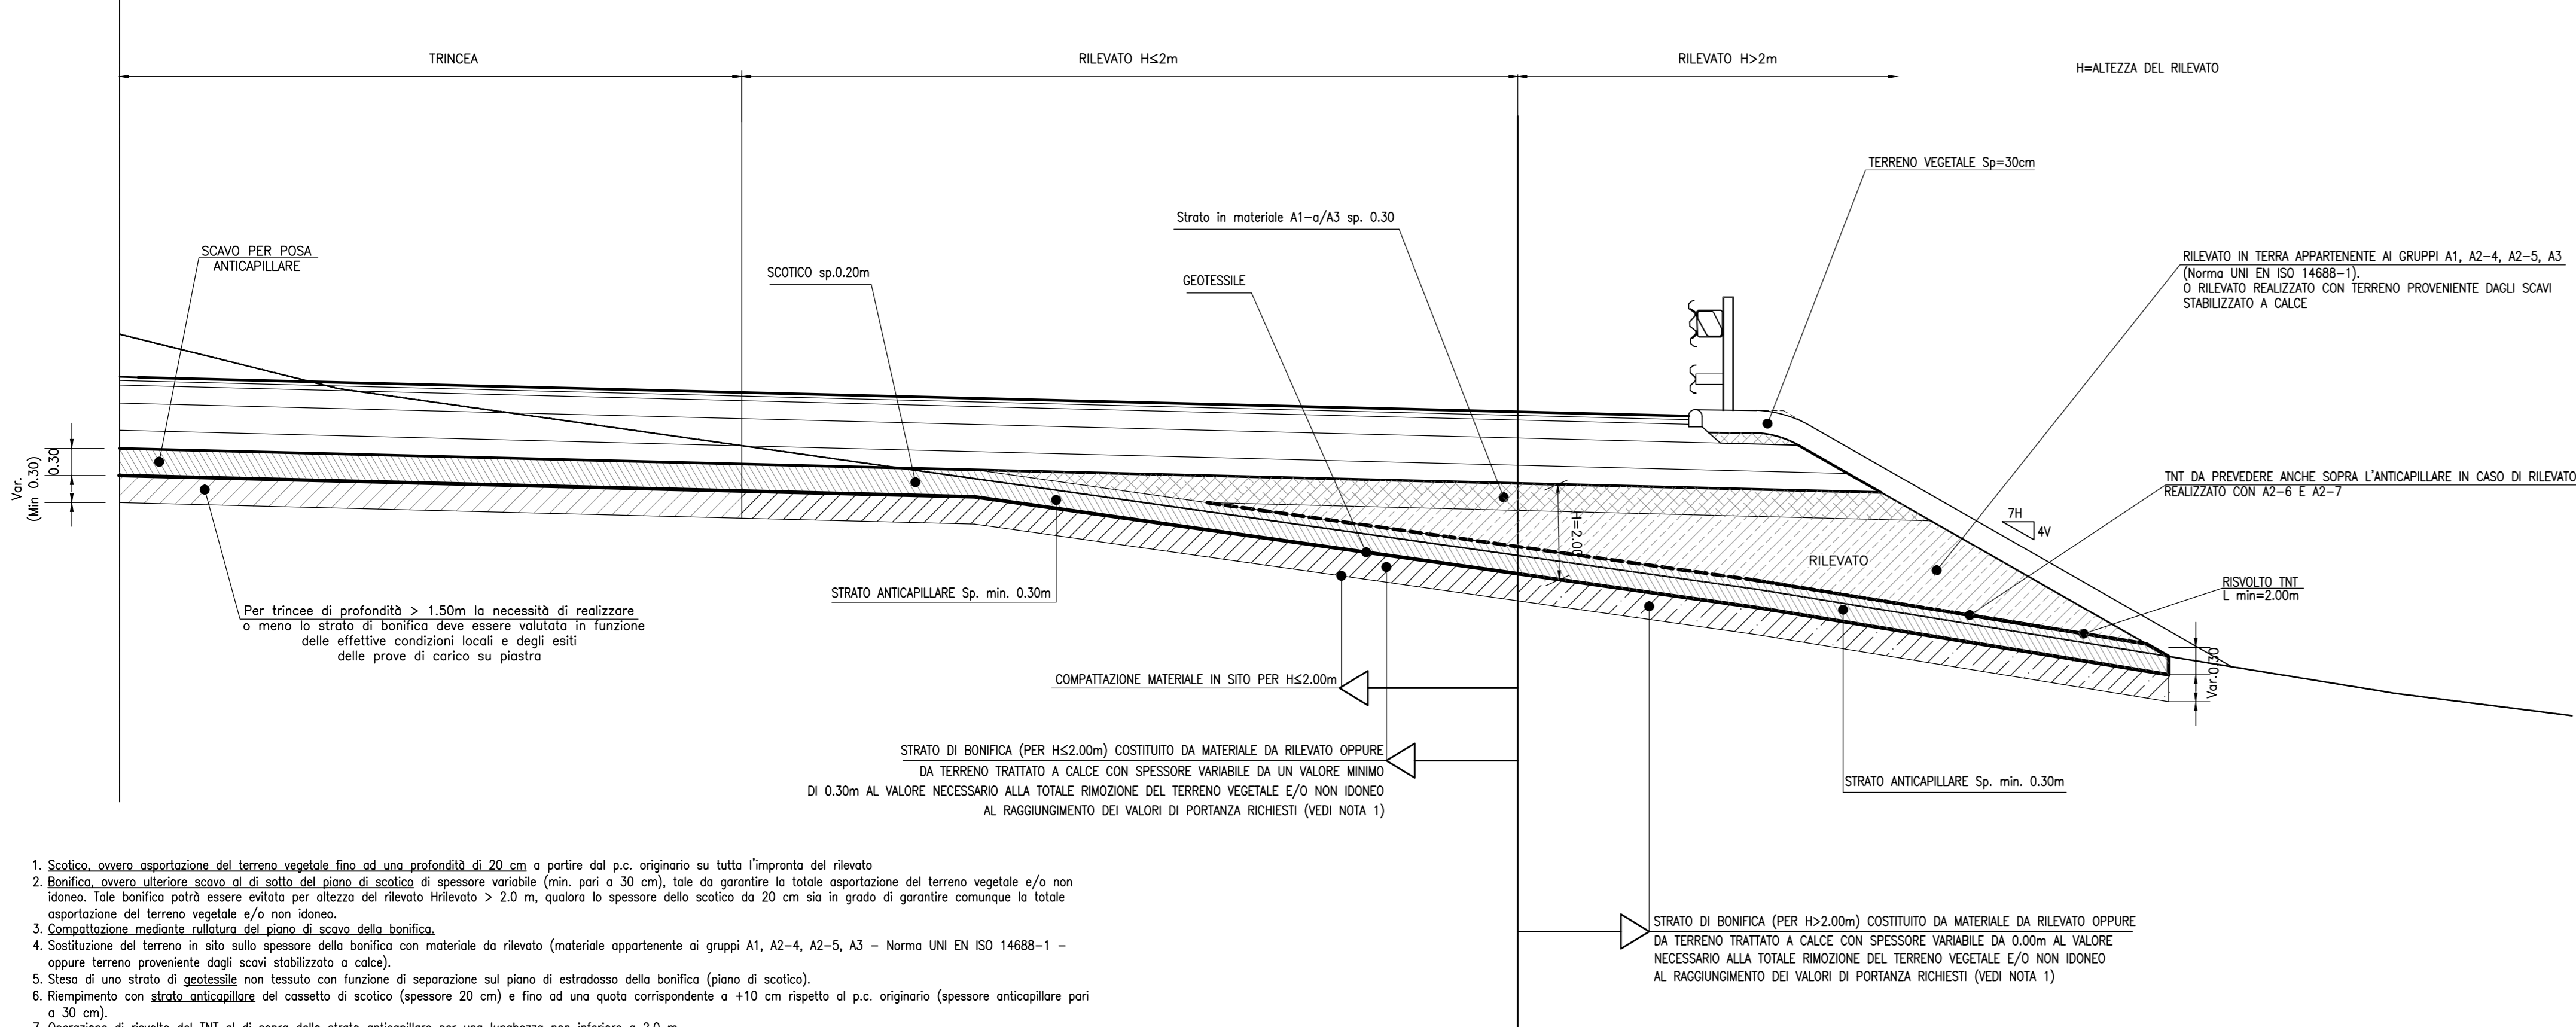 TRINCEA
RILEVATO H≤2m
RILEVATO H>2m
H=ALTEZZA DEL RILEVATO
TERRENO VEGETALE Sp=30cm
Strato in materiale A1-a/A3 sp. 0.30
SCAVO PER POSA
ANTICAPILLARE
SCOTICO sp.0.20m
GEOTESSILE
RILEVATO IN TERRA APPARTENENTE AI GRUPPI A1, A2-4, A2-5, A3
(Norma UNI EN ISO 14688-1).
O RILEVATO REALIZZATO CON TERRENO PROVENIENTE DAGLI SCAVI
STABILIZZATO A CALCE
Var.
(Min 0.30)
0.30
TNT DA PREVEDERE ANCHE SOPRA L'ANTICAPILLARE IN CASO DI RILEVATO
REALIZZATO CON A2-6 E A2-7
7H
4V
H=2.00
RILEVATO
RISVOLTO TNT
L min=2.00m
STRATO ANTICAPILLARE Sp. min. 0.30m
Per trincee di profondità > 1.50m la necessità di realizzare
o meno lo strato di bonifica deve essere valutata in funzione
delle effettive condizioni locali e degli esiti
delle prove di carico su piastra
0.30
Var.
COMPATTAZIONE MATERIALE IN SITO PER H≤2.00m
STRATO DI BONIFICA (PER H≤2.00m) COSTITUITO DA MATERIALE DA RILEVATO OPPURE
DA TERRENO TRATTATO A CALCE CON SPESSORE VARIABILE DA UN VALORE MINIMO
DI 0.30m AL VALORE NECESSARIO ALLA TOTALE RIMOZIONE DEL TERRENO VEGETALE E/O NON IDONEO
AL RAGGIUNGIMENTO DEI VALORI DI PORTANZA RICHIESTI (VEDI NOTA 1)
STRATO ANTICAPILLARE Sp. min. 0.30m
STRATO DI BONIFICA (PER H>2.00m) COSTITUITO DA MATERIALE DA RILEVATO OPPURE
DA TERRENO TRATTATO A CALCE CON SPESSORE VARIABILE DA 0.00m AL VALORE
NECESSARIO ALLA TOTALE RIMOZIONE DEL TERRENO VEGETALE E/O NON IDONEO
AL RAGGIUNGIMENTO DEI VALORI DI PORTANZA RICHIESTI (VEDI NOTA 1)
1. Scotico, ovvero asportazione del terreno vegetale fino ad una profondità di 20 cm a partire dal p.c. originario su tutta l'impronta del rilevato
2. Bonifica, ovvero ulteriore scavo al di sotto del piano di scotico di spessore variabile (min. pari a 30 cm), tale da garantire la totale asportazione del terreno vegetale e/o non
idoneo. Tale bonifica potrà essere evitata per altezza del rilevato Hrilevato > 2.0 m, qualora lo spessore dello scotico da 20 cm sia in grado di garantire comunque la totale
asportazione del terreno vegetale e/o non idoneo.
3. Compattazione mediante rullatura del piano di scavo della bonifica.
4. Sostituzione del terreno in sito sullo spessore della bonifica con materiale da rilevato (materiale appartenente ai gruppi A1, A2-4, A2-5, A3 - Norma UNI EN ISO 14688-1 -
oppure terreno proveniente dagli scavi stabilizzato a calce).
5. Stesa di uno strato di geotessile non tessuto con funzione di separazione sul piano di estradosso della bonifica (piano di scotico).
6. Riempimento con strato anticapillare del cassetto di scotico (spessore 20 cm) e fino ad una quota corrispondente a +10 cm rispetto al p.c. originario (spessore anticapillare pari
a 30 cm).
7. Operazione di risvolto del TNT al di sopra dello strato anticapillare per una lunghezza non inferiore a 2.0 m